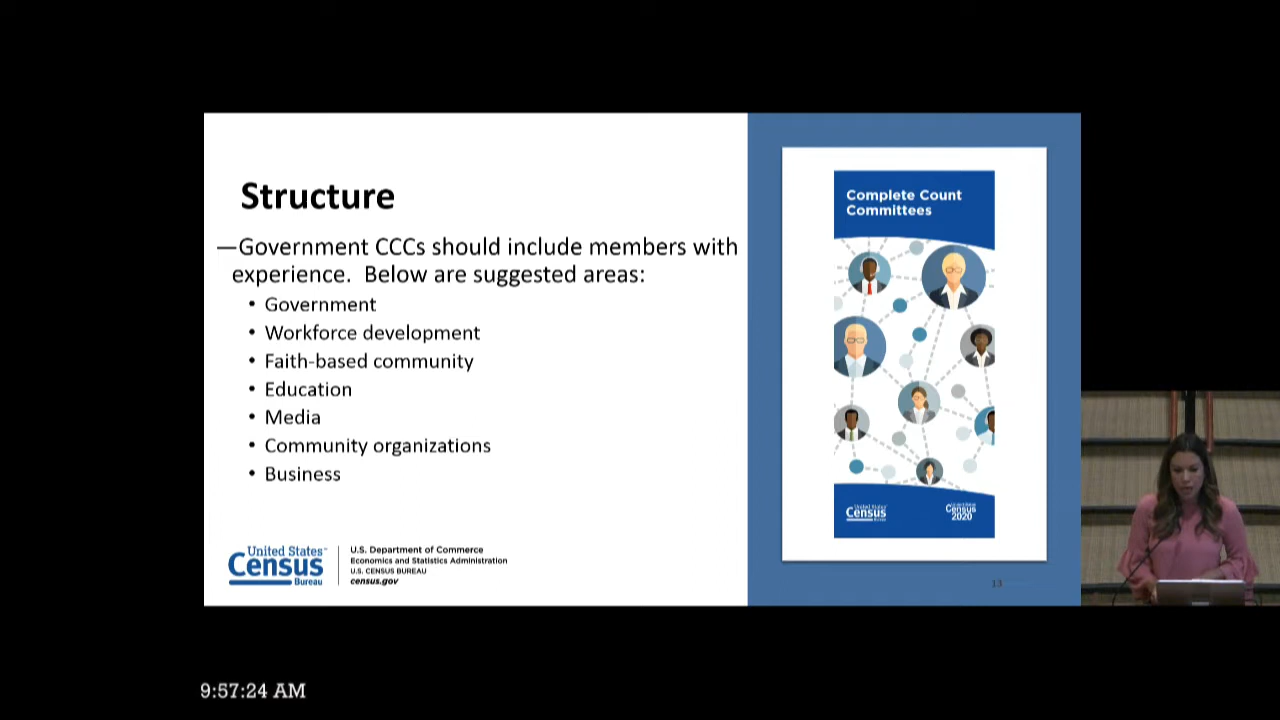 Structure
—Government CCCs should include members with
experience.  Below are suggested areas:
• Government
• Workforce development
• Faith-based community
• Education
• Media
• Community organizations
• Business
United States™
Census
Bureau
U.S. Department of Commerce
Economics and Statistics Administration
U.S. CENSUS BUREAU
census.gov
Complete Count
Committees
United States
Census
Bureau
Census
2020
13
9:57:24 AM